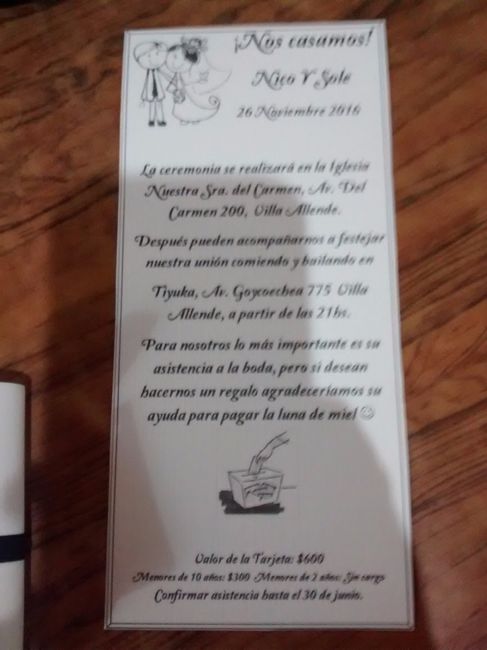 ¡Nos casamos!
Nico Y Sole
26 Noviembre 2016
La ceremonia se realizará en la Iglesia
Nuestra Sra. del Carmen, Av. Del
Carmen 200, Villa Allende.
Después pueden acompañarnos a festejar
nuestra unión comiendo y bailando en
Tiyuka, Av. Goycoechea 775 Villa
Allende, a partir de las 21hs.
Para nosotros lo más importante es su
asistencia a la boda, pero si desean
hacernos un regalo agradeceríamos su
ayuda para pagar la luna de miel ☺
Valor de la Tarjeta: $600
Menores de 10 años: $300 Menores de 2 años: Sin cargo
Confirmar asistencia hasta el 30 de junio.